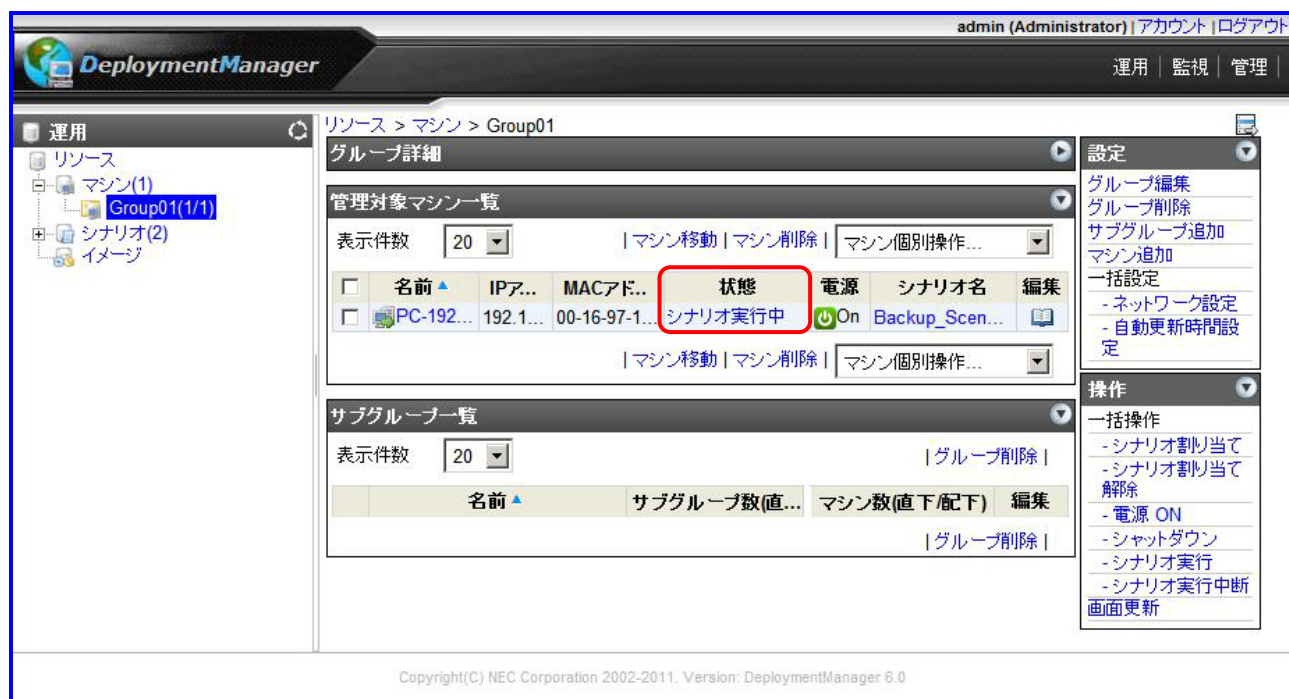 admin (Administrator) | アカウント | ログアウト
DeploymentManager
運用 | 監視 | 管理 |
運用
リソース
マシン(1)
Group01(1/1)
シナリオ(2)
イメージ
リソース > マシン > Group01
グループ詳細
管理対象マシン一覧
表示件数 20 | マシン移動 | マシン削除 | マシン個別操作...
名前 IPア... MACアド... 状態 電源 シナリオ名 編集
PC-192... 192.1... 00-16-97-1... シナリオ実行中 On Backup_Scen...
| マシン移動 | マシン削除 | マシン個別操作...
サブグループ一覧
表示件数 20 | グループ削除 |
名前 サブグループ数(直... マシン数(直下/配下) 編集
| グループ削除 |
設定
グループ編集
グループ削除
サブグループ追加
マシン追加
一括設定
- ネットワーク設定
- 自動更新時間設
定
操作
一括操作
- シナリオ割り当て
- シナリオ割り当て
解除
- 電源 ON
- シャットダウン
- シナリオ実行
- シナリオ実行中断
画面更新
Copyright(C) NEC Corporation 2002-2011. Version: DeploymentManager 6.0